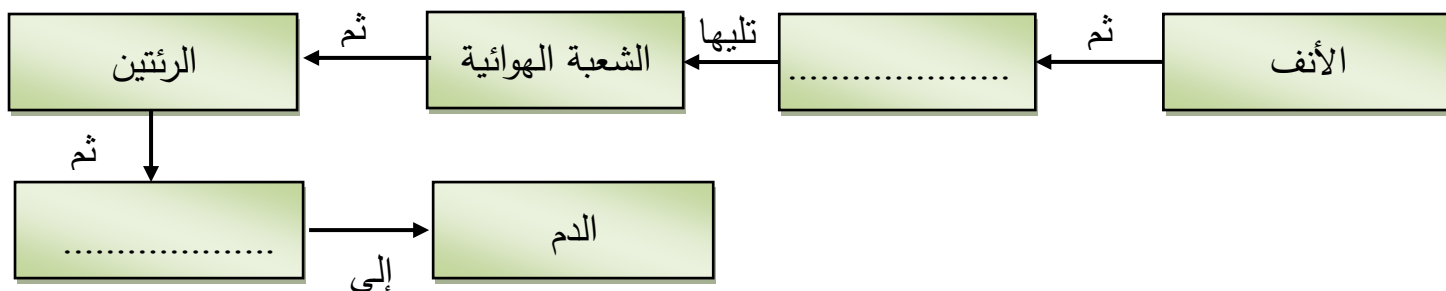 الأنف
ثم
.....................
تليها
الشعبة الهوائية
ثم
الرئتين
ثم
....................
إلى
الدم